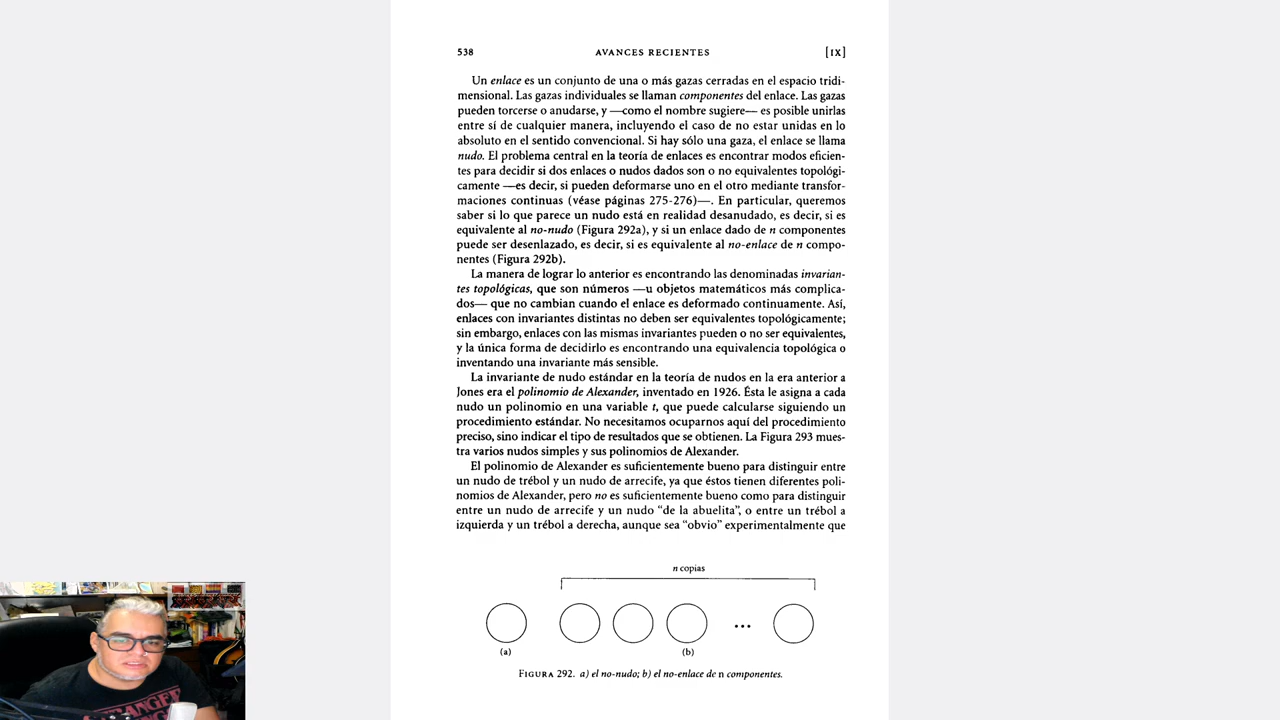 538 AVANCES RECIENTES [IX]
Un enlace es un conjunto de una o más gazas cerradas en el espacio tridi-
mensional. Las gazas individuales se llaman componentes del enlace. Las gazas
pueden torcerse o anudarse, y —como el nombre sugiere— es posible unirlas
entre sí de cualquier manera, incluyendo el caso de no estar unidas en lo
absoluto en el sentido convencional. Si hay sólo una gaza, el enlace se llama
nudo. El problema central en la teoría de enlaces es encontrar modos eficien-
tes para decidir si dos enlaces o nudos dados son o no equivalentes topológi-
camente —es decir, si pueden deformarse uno en el otro mediante transfor-
maciones continuas (véase páginas 275-276)—. En particular, queremos
saber si lo que parece un nudo está en realidad desanudado, es decir, si es
equivalente al no-nudo (Figura 292a), y si un enlace dado de n componentes
puede ser desenlazado, es decir, si es equivalente al no-enlace de n compo-
nentes (Figura 292b).
La manera de lograr lo anterior es encontrando las denominadas invarian-
tes topológicas, que son números —u objetos matemáticos más complica-
dos— que no cambian cuando el enlace es deformado continuamente. Así,
enlaces con invariantes distintas no deben ser equivalentes topológicamente;
sin embargo, enlaces con las mismas invariantes pueden o no ser equivalentes,
y la única forma de decidirlo es encontrando una equivalencia topológica o
inventando una invariante más sensible.
La invariante de nudo estándar en la teoría de nudos en la era anterior a
Jones era el polinomio de Alexander, inventado en 1926. Ésta le asigna a cada
nudo un polinomio en una variable t, que puede calcularse siguiendo un
procedimiento estándar. No necesitamos ocuparnos aquí del procedimiento
preciso, sino indicar el tipo de resultados que se obtienen. La Figura 293 mues-
tra varios nudos simples y sus polinomios de Alexander.
El polinomio de Alexander es suficientemente bueno para distinguir entre
un nudo de trébol y un nudo de arrecife, ya que éstos tienen diferentes poli-
nomios de Alexander, pero no es suficientemente bueno como para distinguir
entre un nudo de arrecife y un nudo “de la abuelita”, o entre un trébol a
izquierda y un trébol a derecha, aunque sea “obvio” experimentalmente que
n copias
...
(a) (b)
FIGURA 292. a) el no-nudo; b) el no-enlace de n componentes.